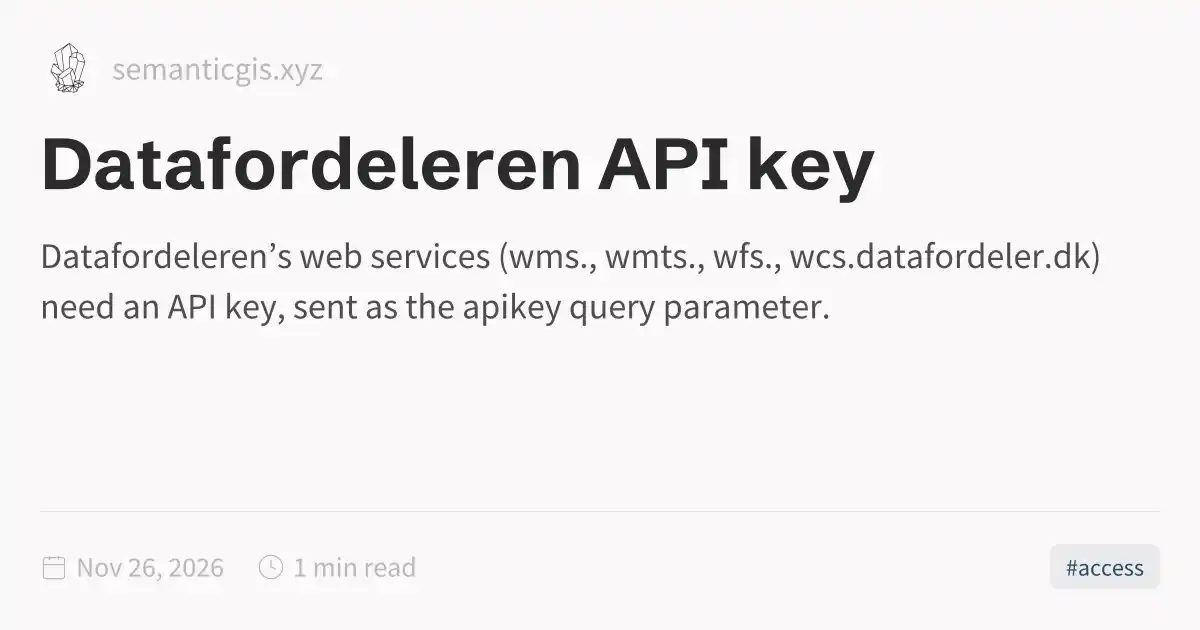 semanticgis.xyz
Datafordeleren API key
Datafordeleren’s web services (wms., wmts., wfs., wcs.datafordeler.dk)
need an API key, sent as the apikey query parameter.
Nov 26, 2026 1 min read #access